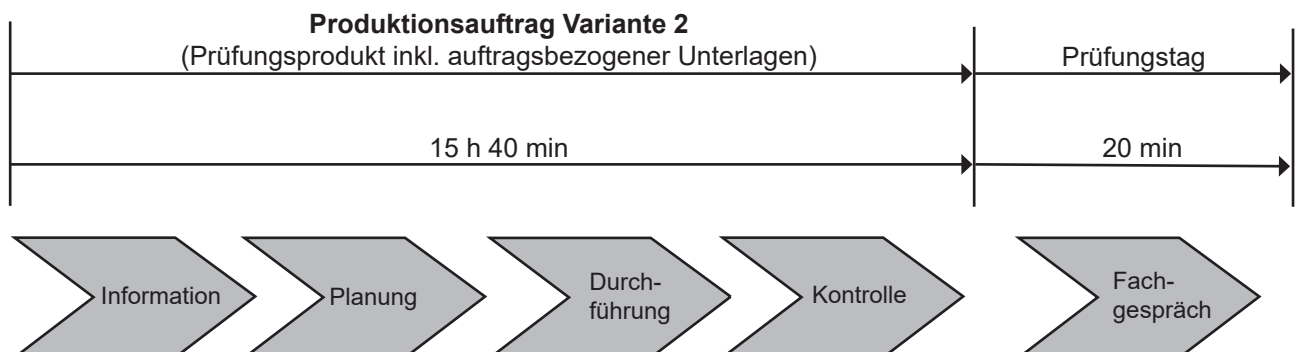 Produktionsauftrag Variante 2
(Prüfungsprodukt inkl. auftragsbezogener Unterlagen)
Prüfungstag
15 h 40 min
20 min
Information
Planung
Durch-
führung
Kontrolle
Fach-
gespräch